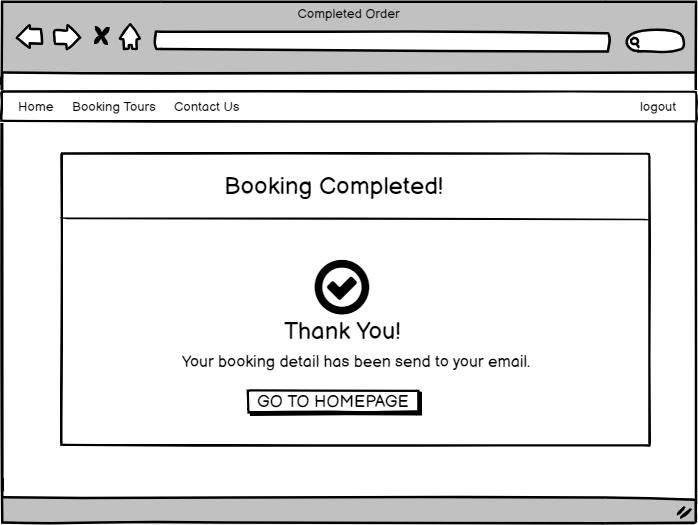 Completed Order
Home Booking Tours Contact Us logout
Booking Completed!
Thank You!
Your booking detail has been send to your email.
GO TO HOMEPAGE